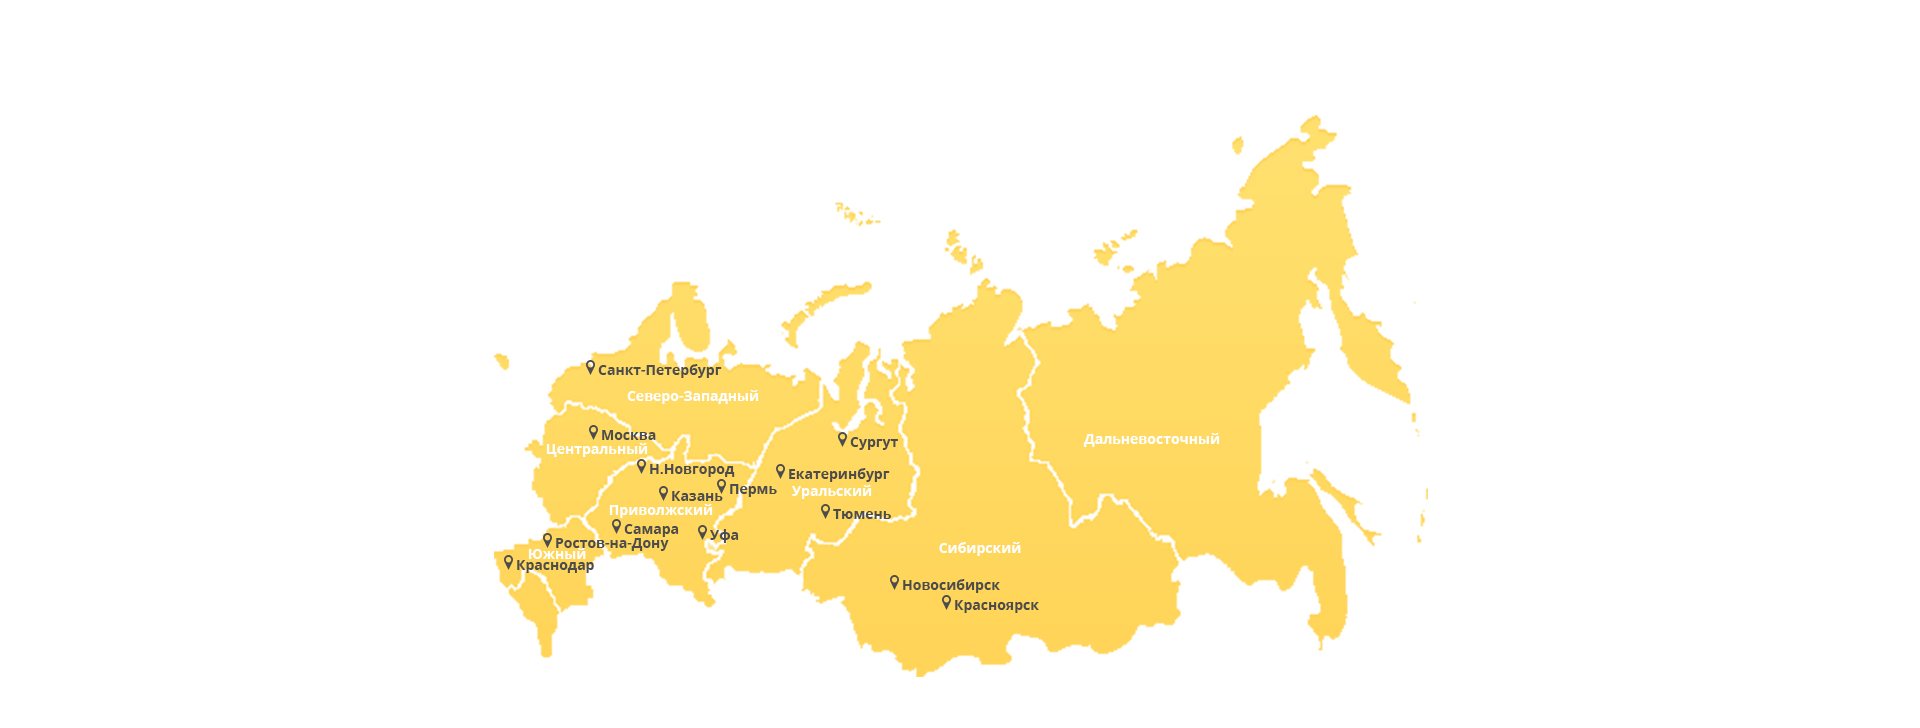 Санкт-Петербург
Северо-Западный
Москва
Дальневосточный
Сургут
Центральный
Н.Новгород
Екатеринбург
Пермь
Уральский
Казань
Приволжский
Тюмень
Самара
Уфа
Ростов-на-Дону
Сибирский
Южный
Краснодар
Новосибирск
Красноярск